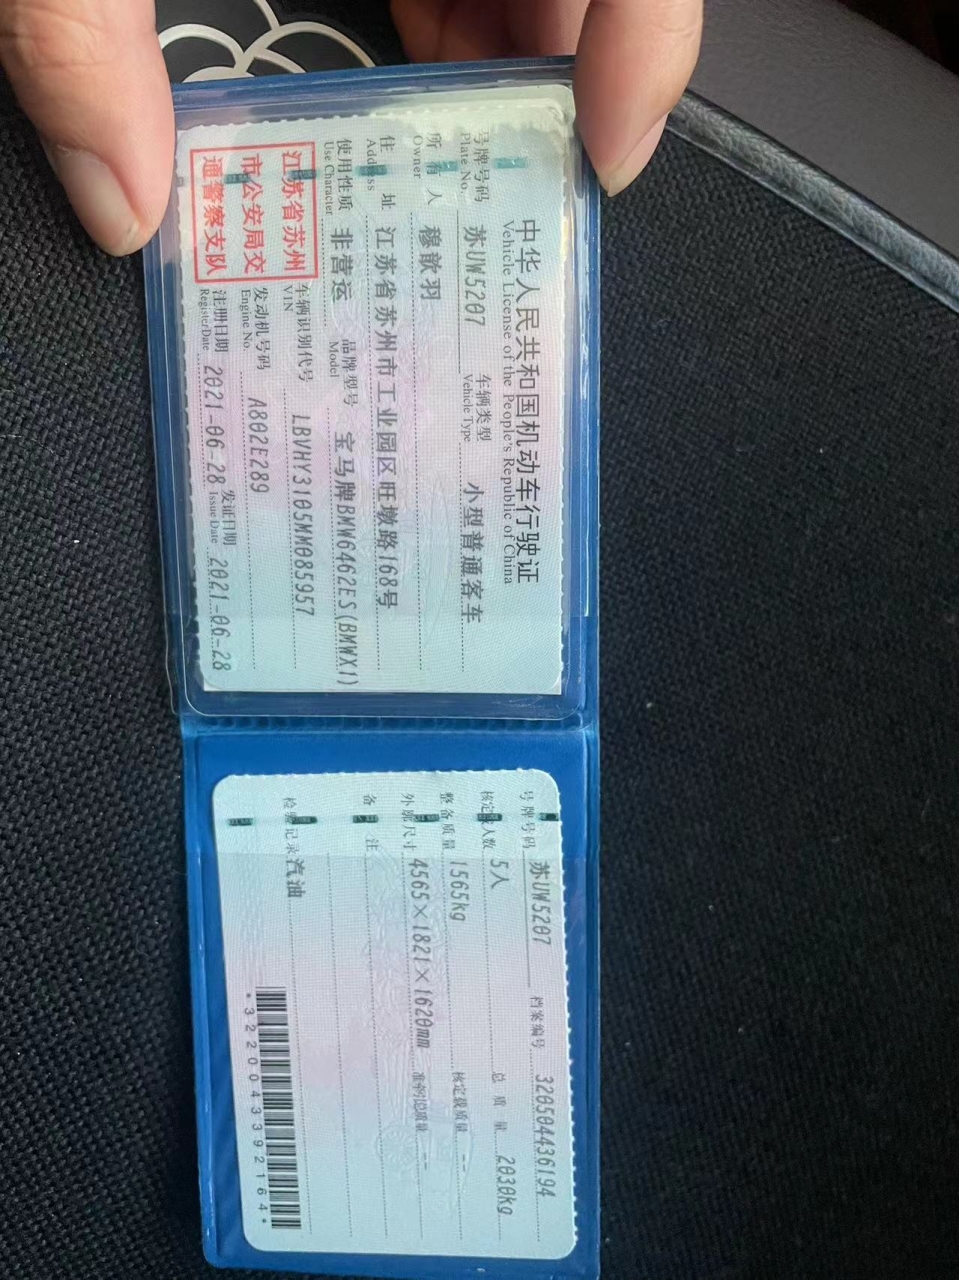 中华人民共和国机动车行驶证
Vehicle License of the People's Republic of China
号牌号码 苏UW5207 车辆类型 小型普通客车
Plate No. Vehicle Type
所有人 穆歆羽
Owner
住址 江苏省苏州市工业园区旺墩路168号
Address
使用性质 非营运 品牌型号 宝马牌BMW6462ES(BMWX1)
Use Character Model
江苏省苏州
市公安局交
通警察支队
车辆识别代号 LBVHY3105MM085957
VIN
发动机号码 A802E289
Engine No.
注册日期 2021-06-28 发证日期 2021-06-28
Register Date Issue Date
号牌号码 苏UW5207 档案编号 320504436194
核定载人数 5人 总质量 2030kg
整备质量 1565kg 核定载质量 --
外廓尺寸 4565×1821×1620mm 准牵引总质量 --
备注
检验记录 汽油
*3220043392164*